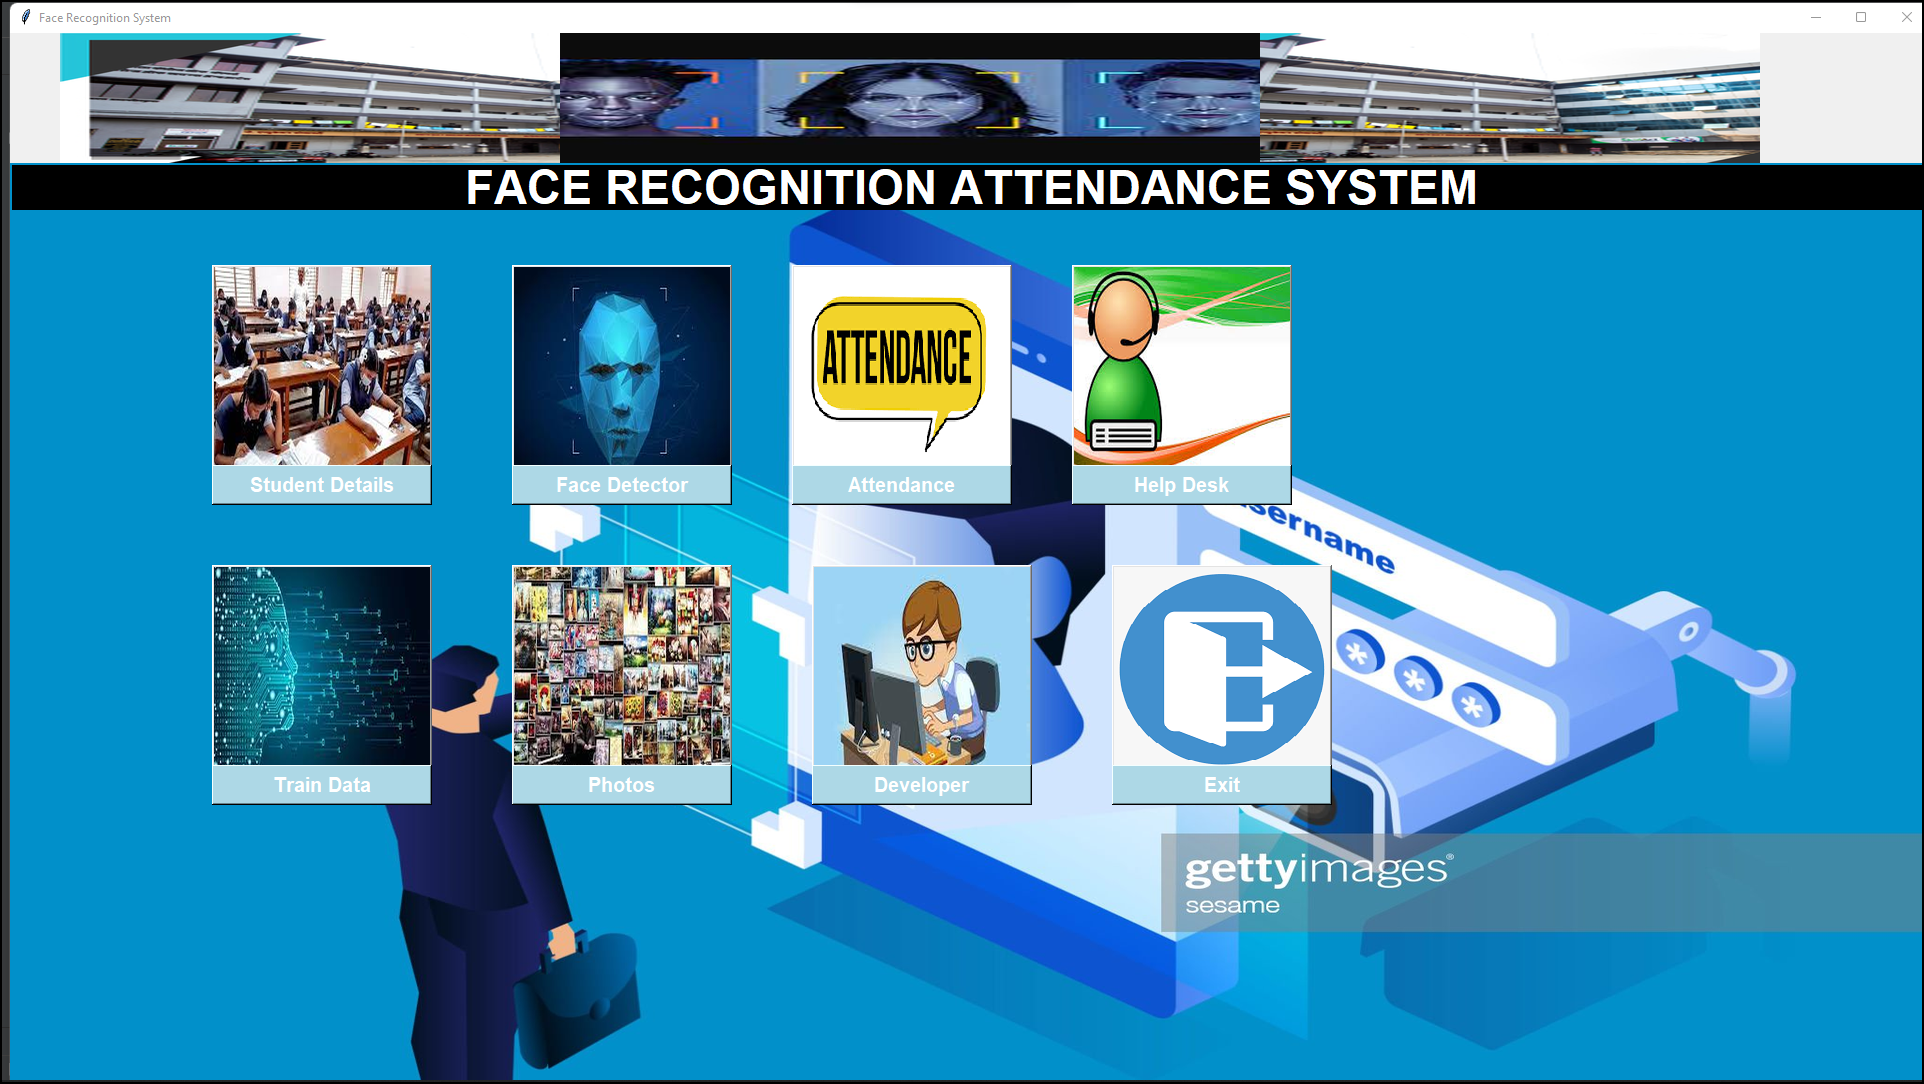 Face Recognition System
FACE RECOGNITION ATTENDANCE SYSTEM
ATTENDANCE
Student Details
Face Detector
Attendance
Help Desk
sername
Train Data
Photos
Developer
Exit
gettyimages®
sesame